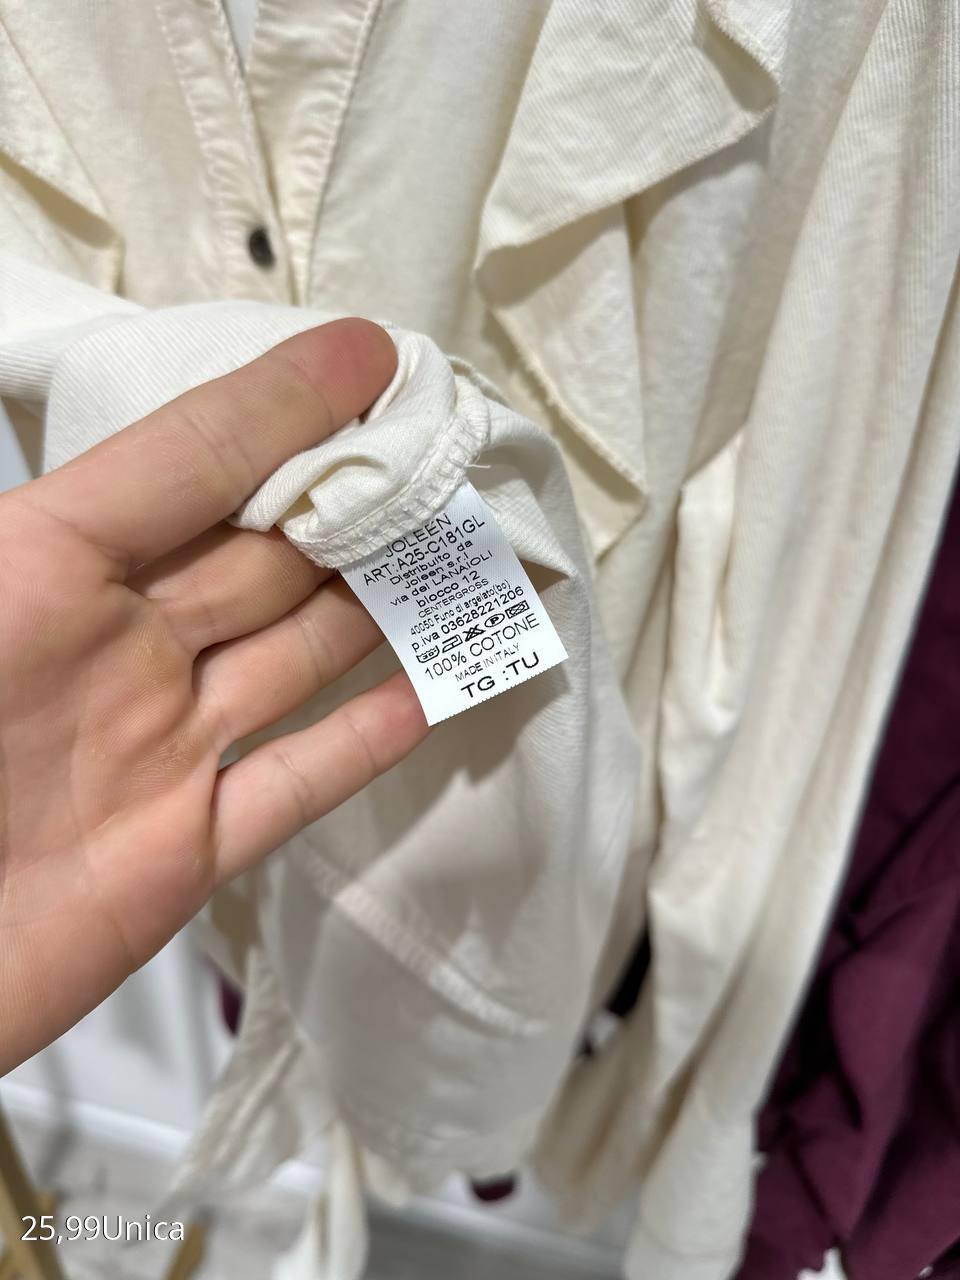 JOLEEN
ART:A25-C181GL
Distribuito da
Joleen s.r.l
via dei LANAIOLI
blocco 12
CENTERGROSS
40050 Funo di argelato(bo)
p.iva 03628221206
30 P
100% COTONE
MADE IN ITALY
TG :TU
25,99Unica